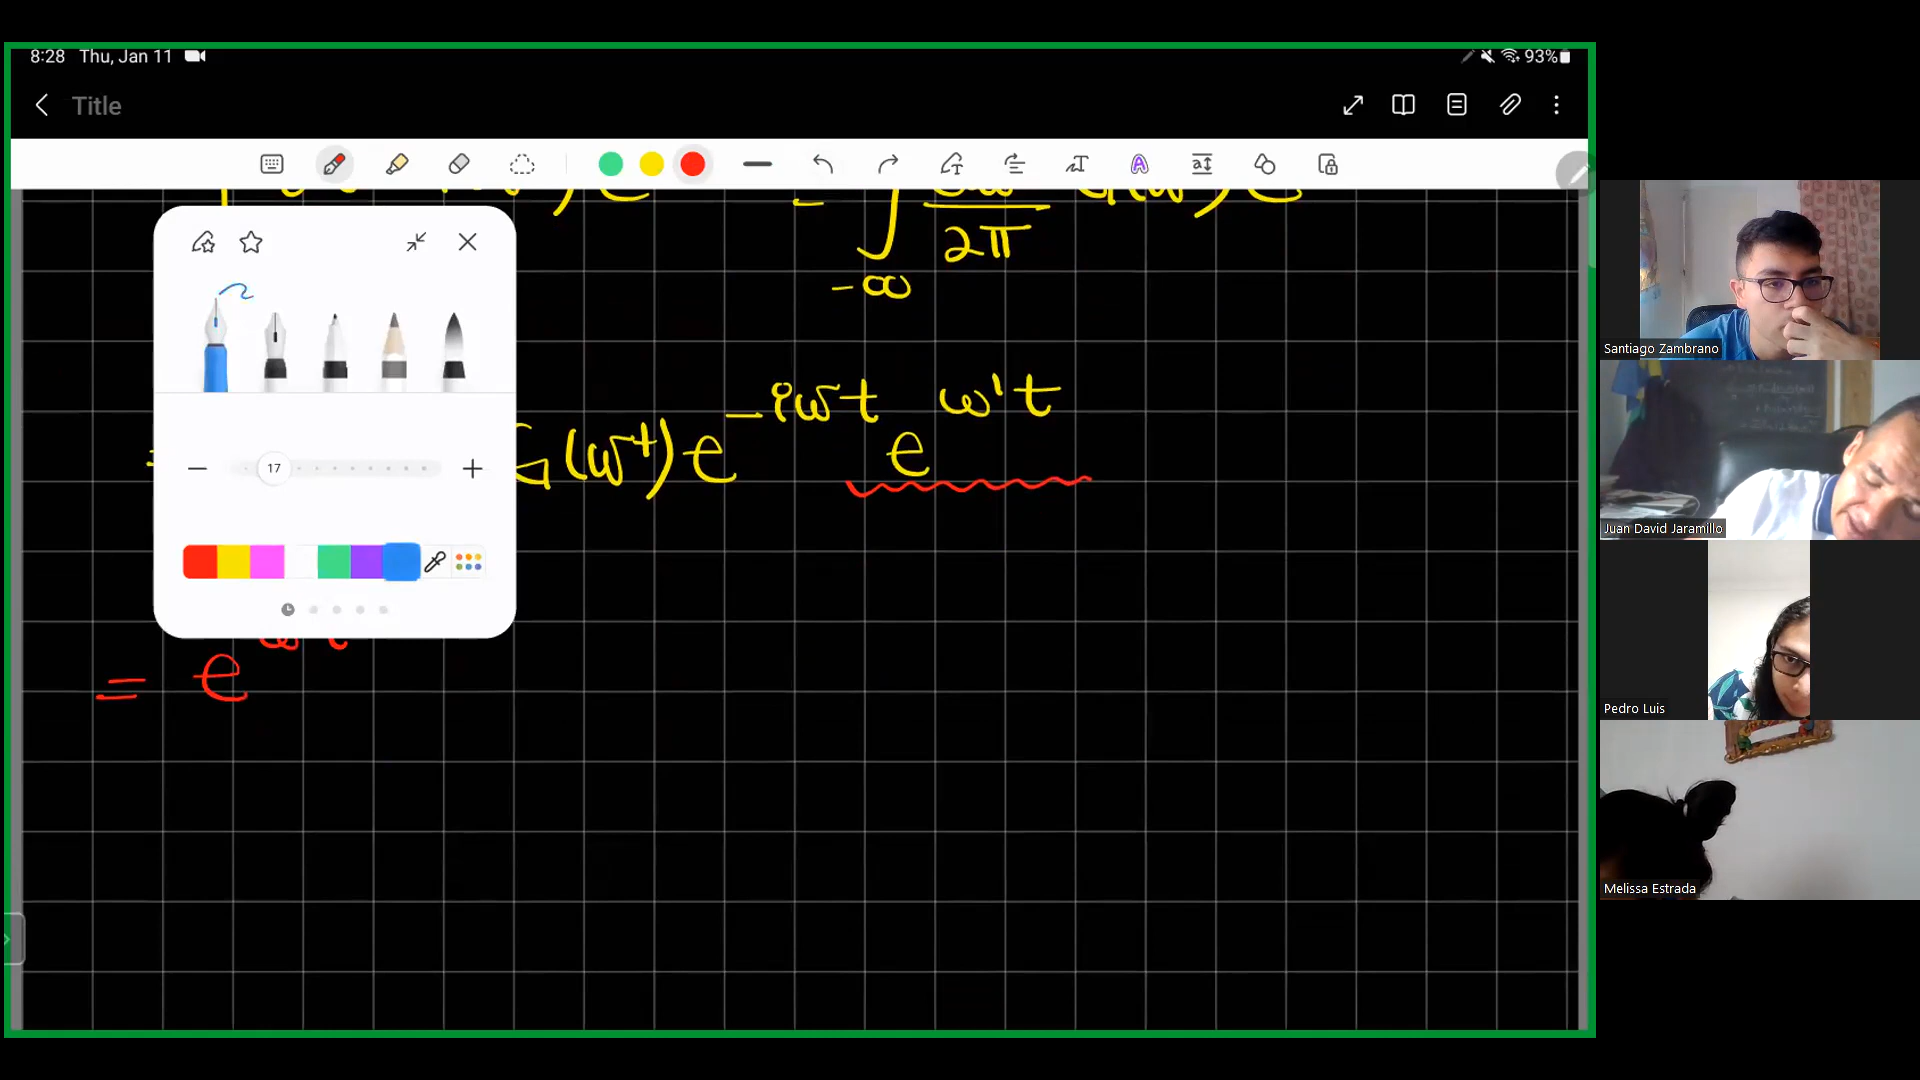 8:28 Thu, Jan 11 93%
Title
2π
-∞
G(ω⁺) e^{-iωt} e^{ω't}
17
= e
Santiago Zambrano
Juan David Jaramillo
Pedro Luis
Melissa Estrada